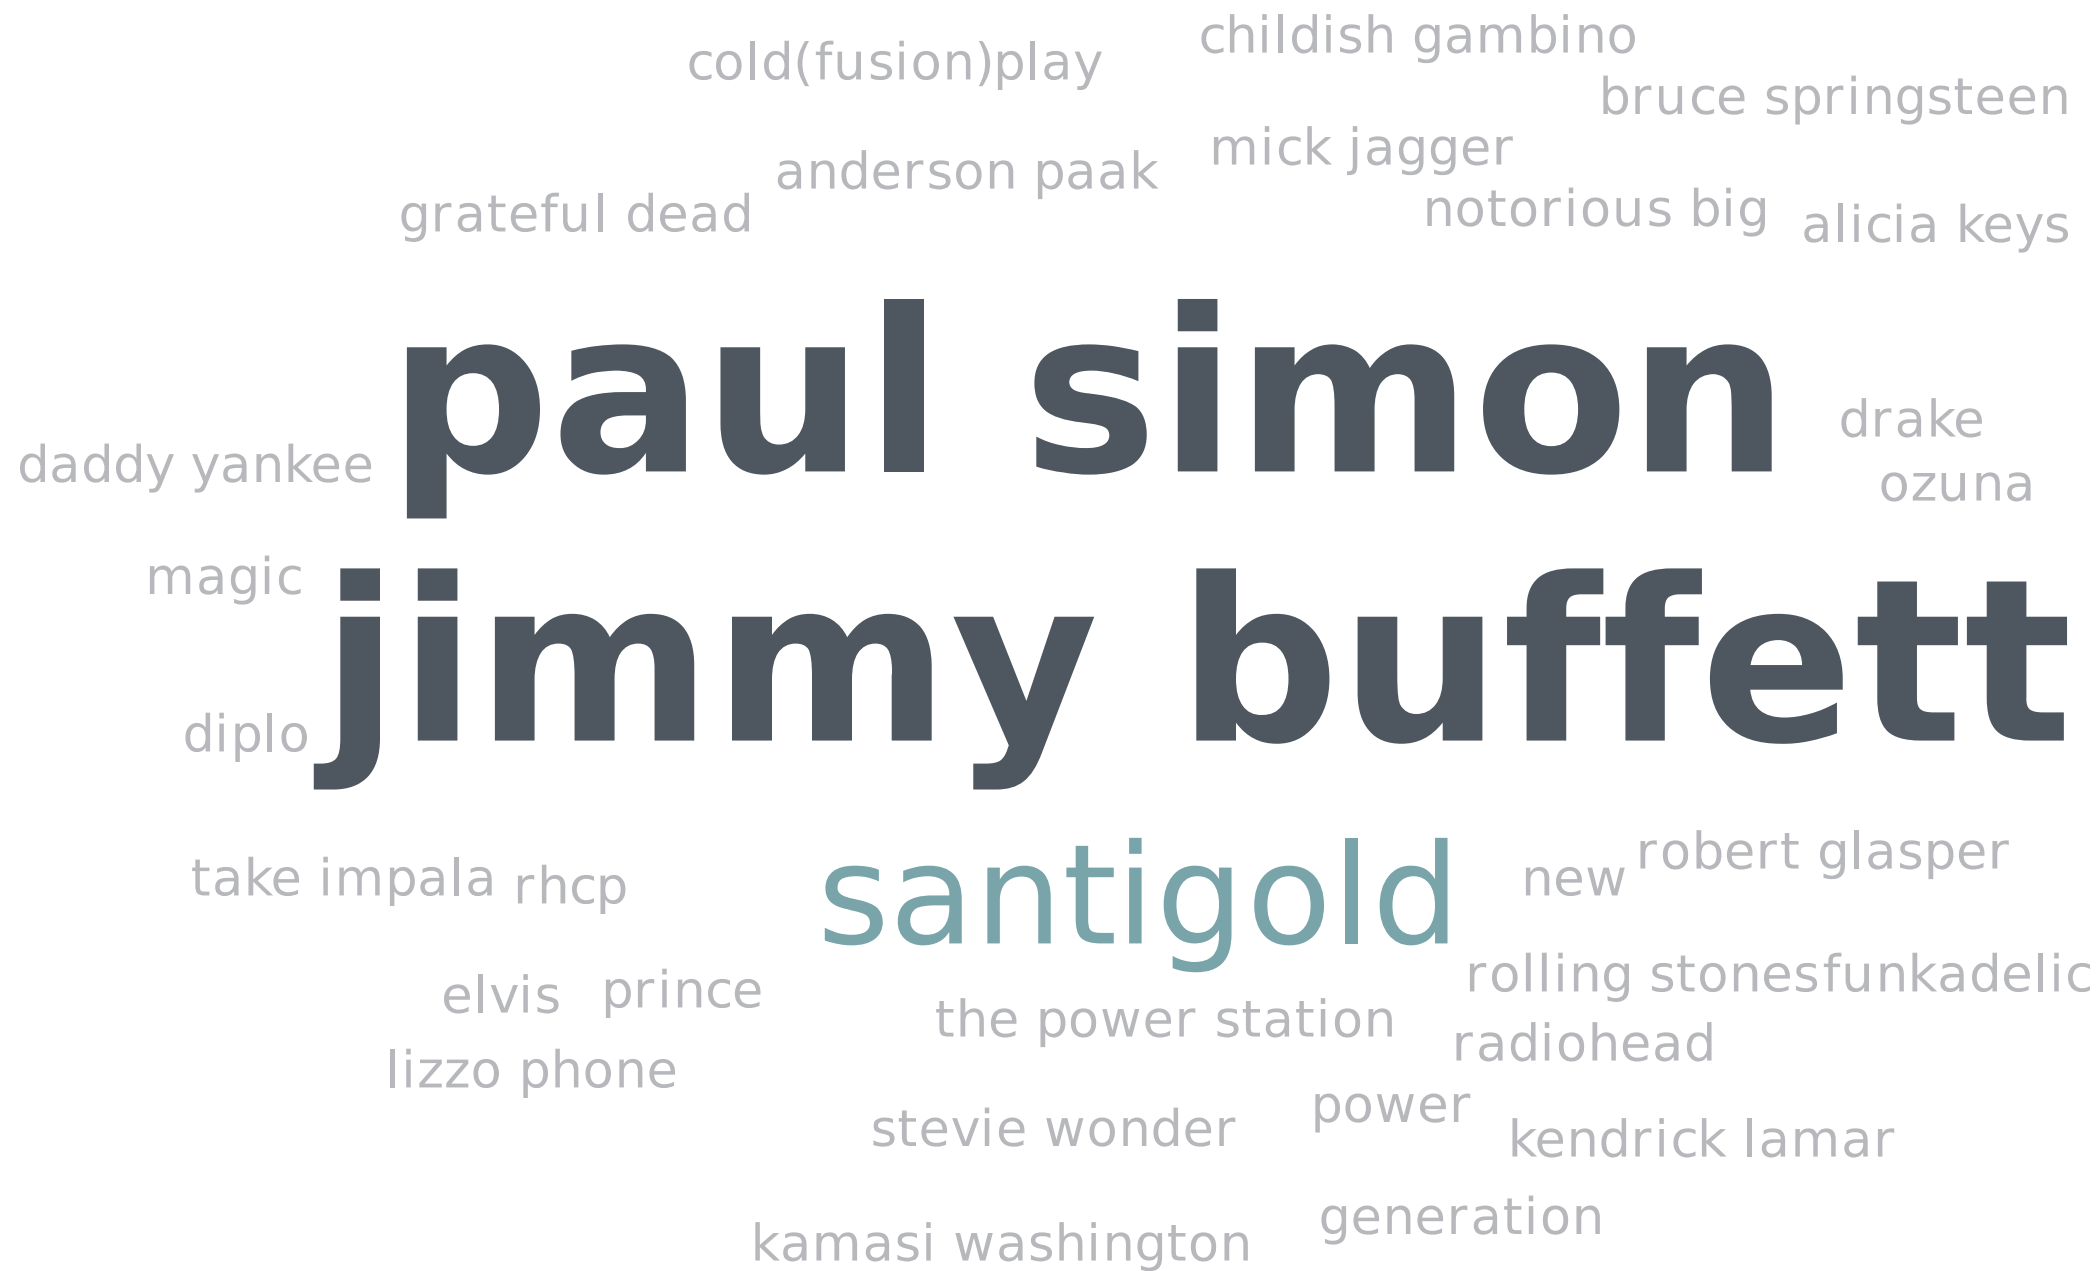 childish gambino
cold(fusion)play
bruce springsteen
mick jagger
anderson paak
grateful dead
notorious big
alicia keys
paul simon
drake
daddy yankee
ozuna
magic
jimmy buffett
diplo
santigold
robert glasper
take impala
rhcp
new
rolling stones
funkadelic
elvis
prince
the power station
radiohead
lizzo phone
power
stevie wonder
kendrick lamar
generation
kamasi washington